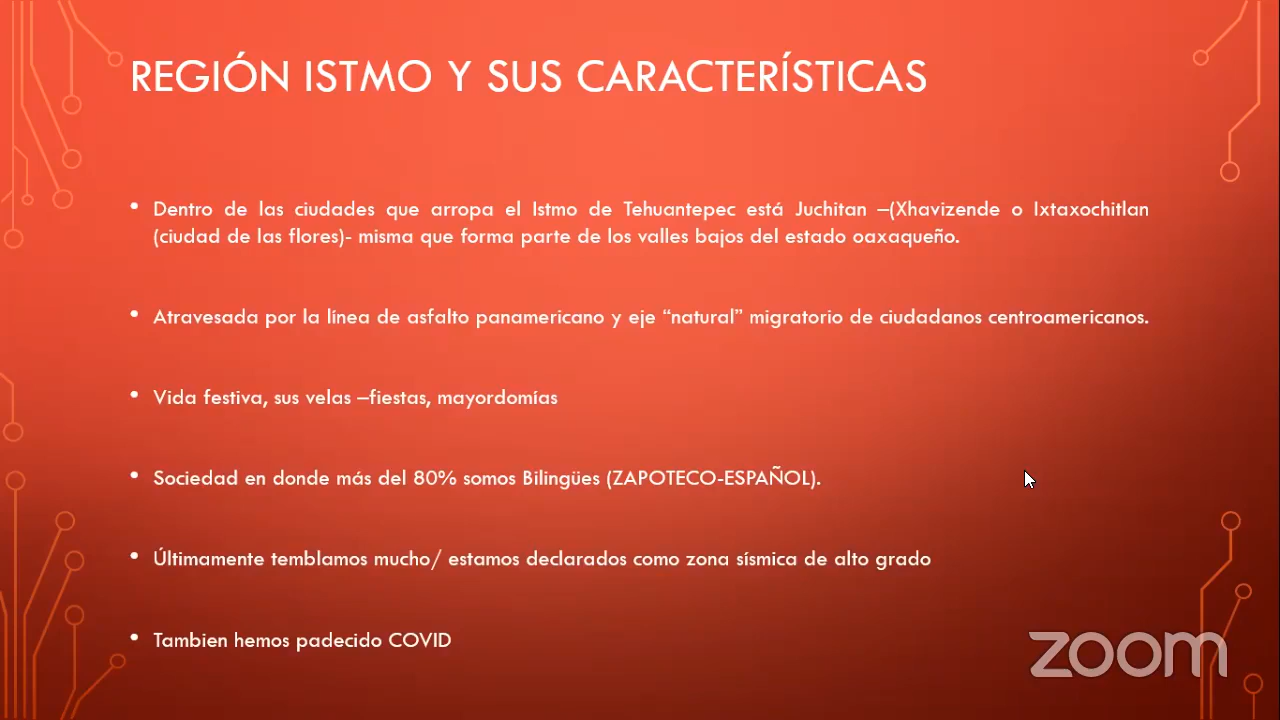 REGIÓN ISTMO Y SUS CARACTERÍSTICAS
• Dentro de las ciudades que arropa el Istmo de Tehuantepec está Juchitan –(Xhavizende o Ixtaxochitlan
(ciudad de las flores)- misma que forma parte de los valles bajos del estado oaxaqueño.
• Atravesada por la línea de asfalto panamericano y eje “natural” migratorio de ciudadanos centroamericanos.
• Vida festiva, sus velas –fiestas, mayordomías
• Sociedad en donde más del 80% somos Bilingües (ZAPOTECO-ESPAÑOL).
• Últimamente temblamos mucho/ estamos declarados como zona sísmica de alto grado
• Tambien hemos padecido COVID
zoom